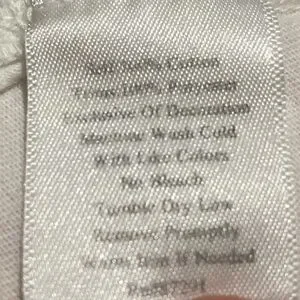 100% Cotton
100% Polyester
Exclusive Of Decoration
Machine Wash Cold
With Like Colors
No Bleach
Tumble Dry Low
Remove Promptly
Warm Iron If Needed